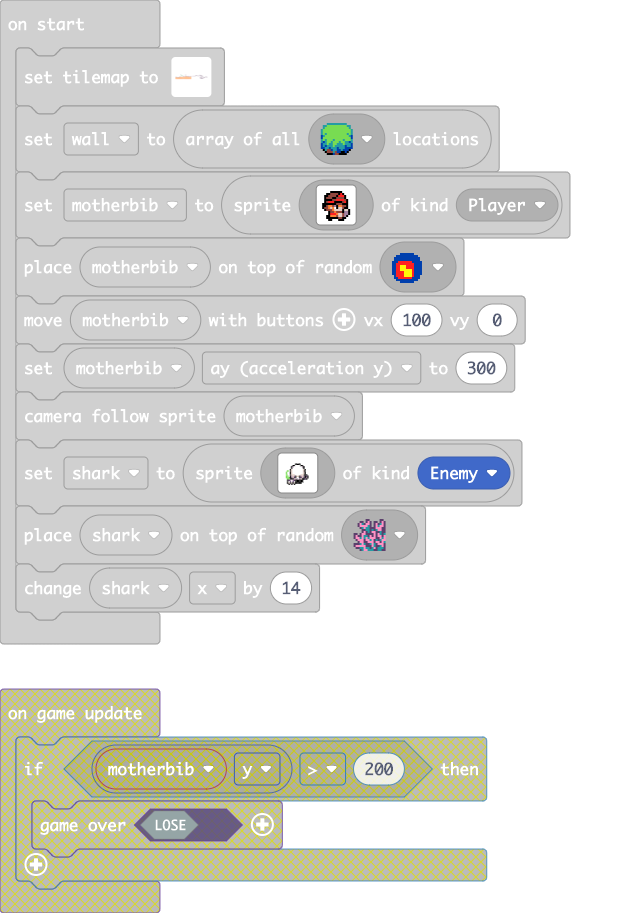 on start
set tilemap to
set wall to array of all locations
set motherbib to sprite of kind Player
place motherbib on top of random
move motherbib with buttons vx 100 vy 0
set motherbib ay (acceleration y) to 300
camera follow sprite motherbib
set shark to sprite of kind Enemy
place shark on top of random
change shark x by 14
on game update
if motherbib y > 200 then
game over LOSE